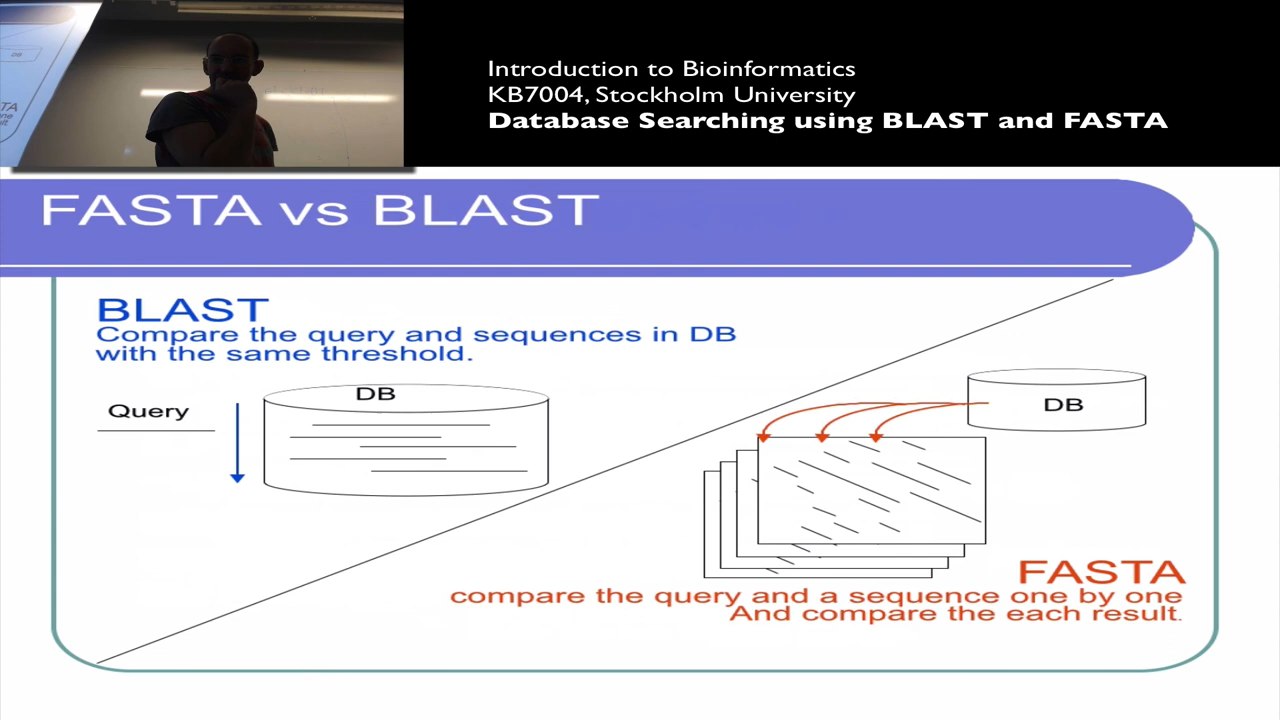 Introduction to Bioinformatics
KB7004, Stockholm University
Database Searching using BLAST and FASTA
FASTA vs BLAST
BLAST
Compare the query and sequences in DB
with the same threshold.
Query
DB
DB
FASTA
compare the query and a sequence one by one
And compare the each result.